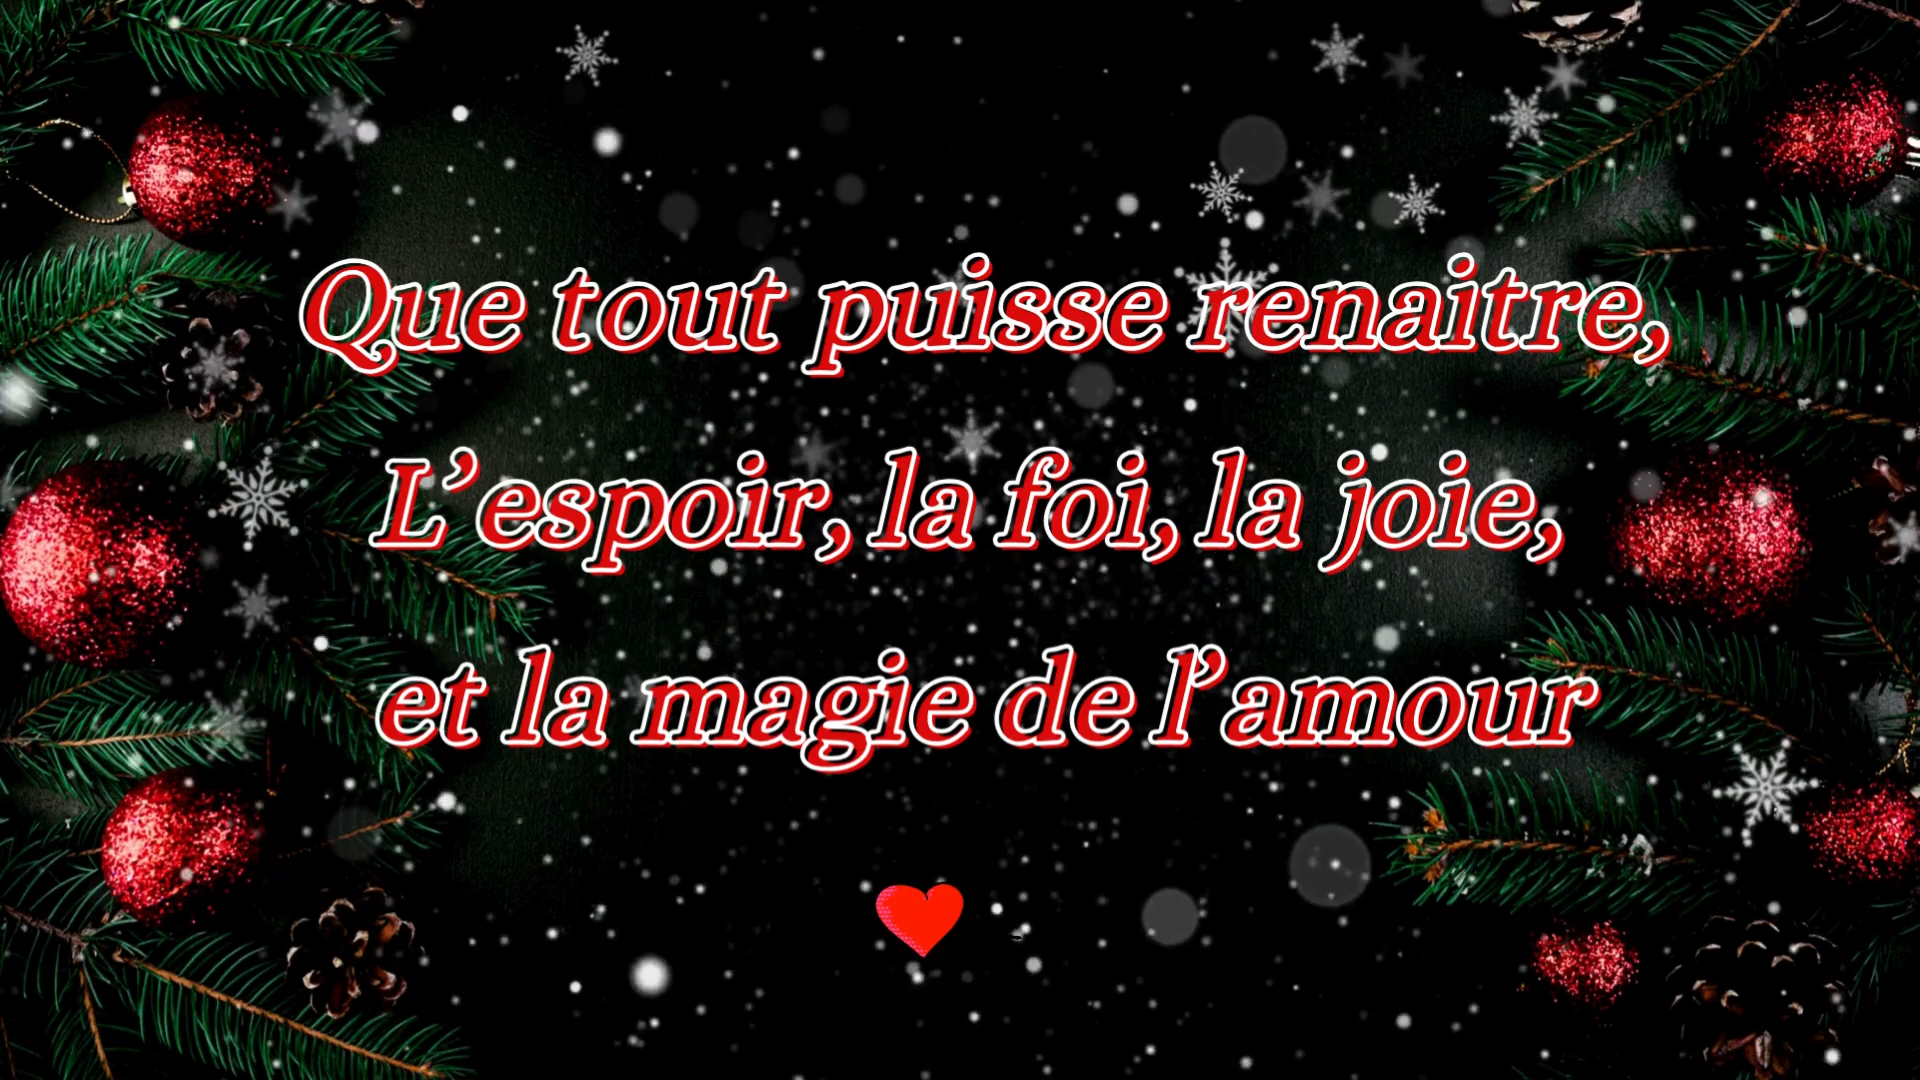 Que tout puisse renaitre,
L’espoir, la foi, la joie,
et la magie de l’amour